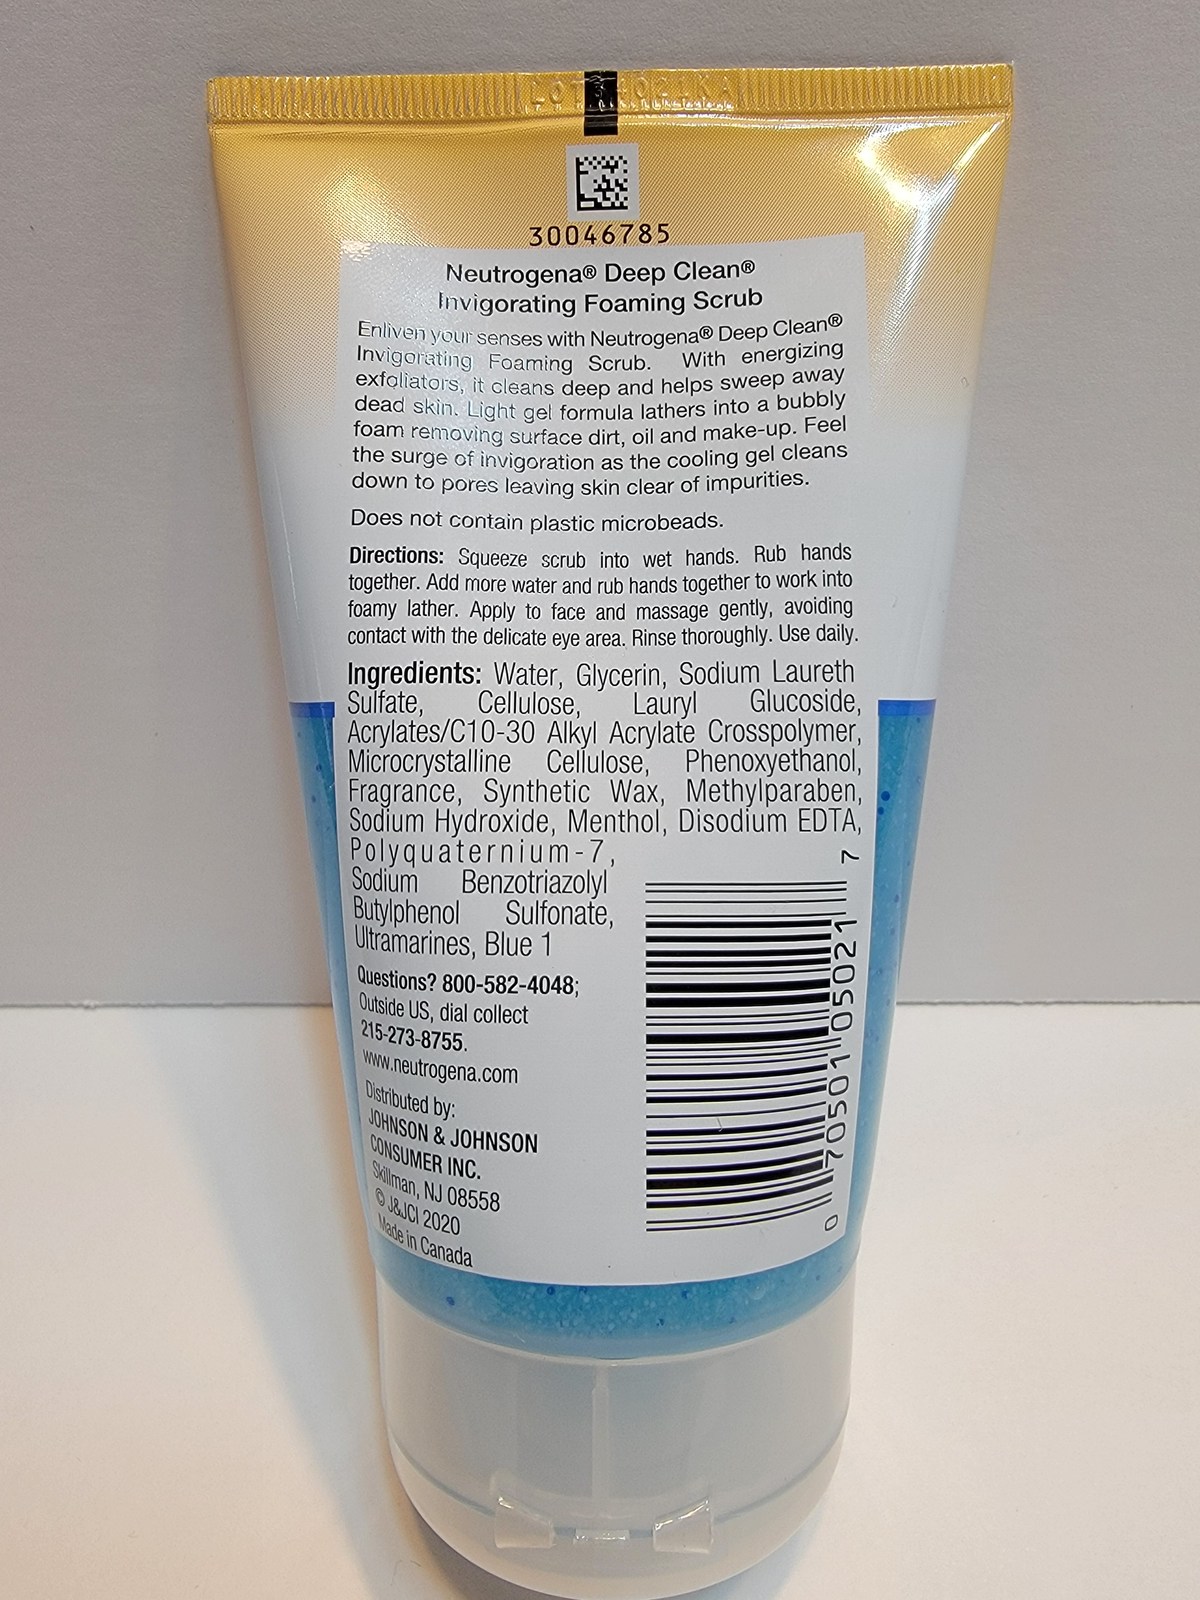 30046785
Neutrogena® Deep Clean®
Invigorating Foaming Scrub
Enliven your senses with Neutrogena® Deep Clean®
Invigorating Foaming Scrub. With energizing
exfoliators, it cleans deep and helps sweep away
dead skin. Light gel formula lathers into a bubbly
foam removing surface dirt, oil and make-up. Feel
the surge of invigoration as the cooling gel cleans
down to pores leaving skin clear of impurities.
Does not contain plastic microbeads.
Directions: Squeeze scrub into wet hands. Rub hands
together. Add more water and rub hands together to work into
foamy lather. Apply to face and massage gently, avoiding
contact with the delicate eye area. Rinse thoroughly. Use daily.
Ingredients: Water, Glycerin, Sodium Laureth
Sulfate, Cellulose, Lauryl Glucoside,
Acrylates/C10-30 Alkyl Acrylate Crosspolymer,
Microcrystalline Cellulose, Phenoxyethanol,
Fragrance, Synthetic Wax, Methylparaben,
Sodium Hydroxide, Menthol, Disodium EDTA,
Polyquaternium-7,
Sodium Benzotriazolyl
Butylphenol Sulfonate,
Ultramarines, Blue 1
Questions? 800-582-4048;
Outside US, dial collect
215-273-8755.
www.neutrogena.com
Distributed by:
JOHNSON & JOHNSON
CONSUMER INC.
Skillman, NJ 08558
© J&JCI 2020
Made in Canada
0 70501 05021 7